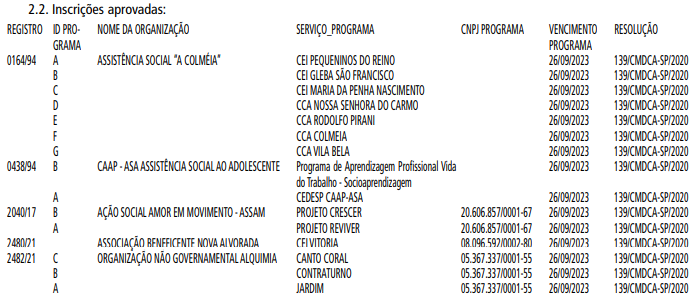 2.2. Inscrições aprovadas:
REGISTRO ID PRO- NOME DA ORGANIZAÇÃO SERVIÇO_PROGRAMA CNPJ PROGRAMA VENCIMENTO RESOLUÇÃO
GRAMA PROGRAMA
0164/94 A ASSISTÊNCIA SOCIAL "A COLMÉIA" CEI PEQUENINOS DO REINO 26/09/2023 139/CMDCA-SP/2020
B CEI GLEBA SÃO FRANCISCO 26/09/2023 139/CMDCA-SP/2020
C CEI MARIA DA PENHA NASCIMENTO 26/09/2023 139/CMDCA-SP/2020
D CCA NOSSA SENHORA DO CARMO 26/09/2023 139/CMDCA-SP/2020
E CCA RODOLFO PIRANI 26/09/2023 139/CMDCA-SP/2020
F CCA COLMEIA 26/09/2023 139/CMDCA-SP/2020
G CCA VILA BELA 26/09/2023 139/CMDCA-SP/2020
0438/94 B CAAP - ASA ASSISTÊNCIA SOCIAL AO ADOLESCENTE Programa de Aprendizagem Profissional Vida 26/09/2023 139/CMDCA-SP/2020
do Trabalho - Socioaprendizagem
A CEDESP CAAP-ASA 26/09/2023 139/CMDCA-SP/2020
2040/17 B AÇÃO SOCIAL AMOR EM MOVIMENTO - ASSAM PROJETO CRESCER 20.606.857/0001-67 26/09/2023 139/CMDCA-SP/2020
A PROJETO REVIVER 20.606.857/0001-67 26/09/2023 139/CMDCA-SP/2020
2480/21 ASSOCIAÇÃO BENEFICENTE NOVA ALVORADA CEI VITORIA 08.096.592/0002-80 26/09/2023 139/CMDCA-SP/2020
2482/21 C ORGANIZAÇÃO NÃO GOVERNAMENTAL ALQUIMIA CANTO CORAL 05.367.337/0001-55 26/09/2023 139/CMDCA-SP/2020
B CONTRATURNO 05.367.337/0001-55 26/09/2023 139/CMDCA-SP/2020
A JARDIM 05.367.337/0001-55 26/09/2023 139/CMDCA-SP/2020